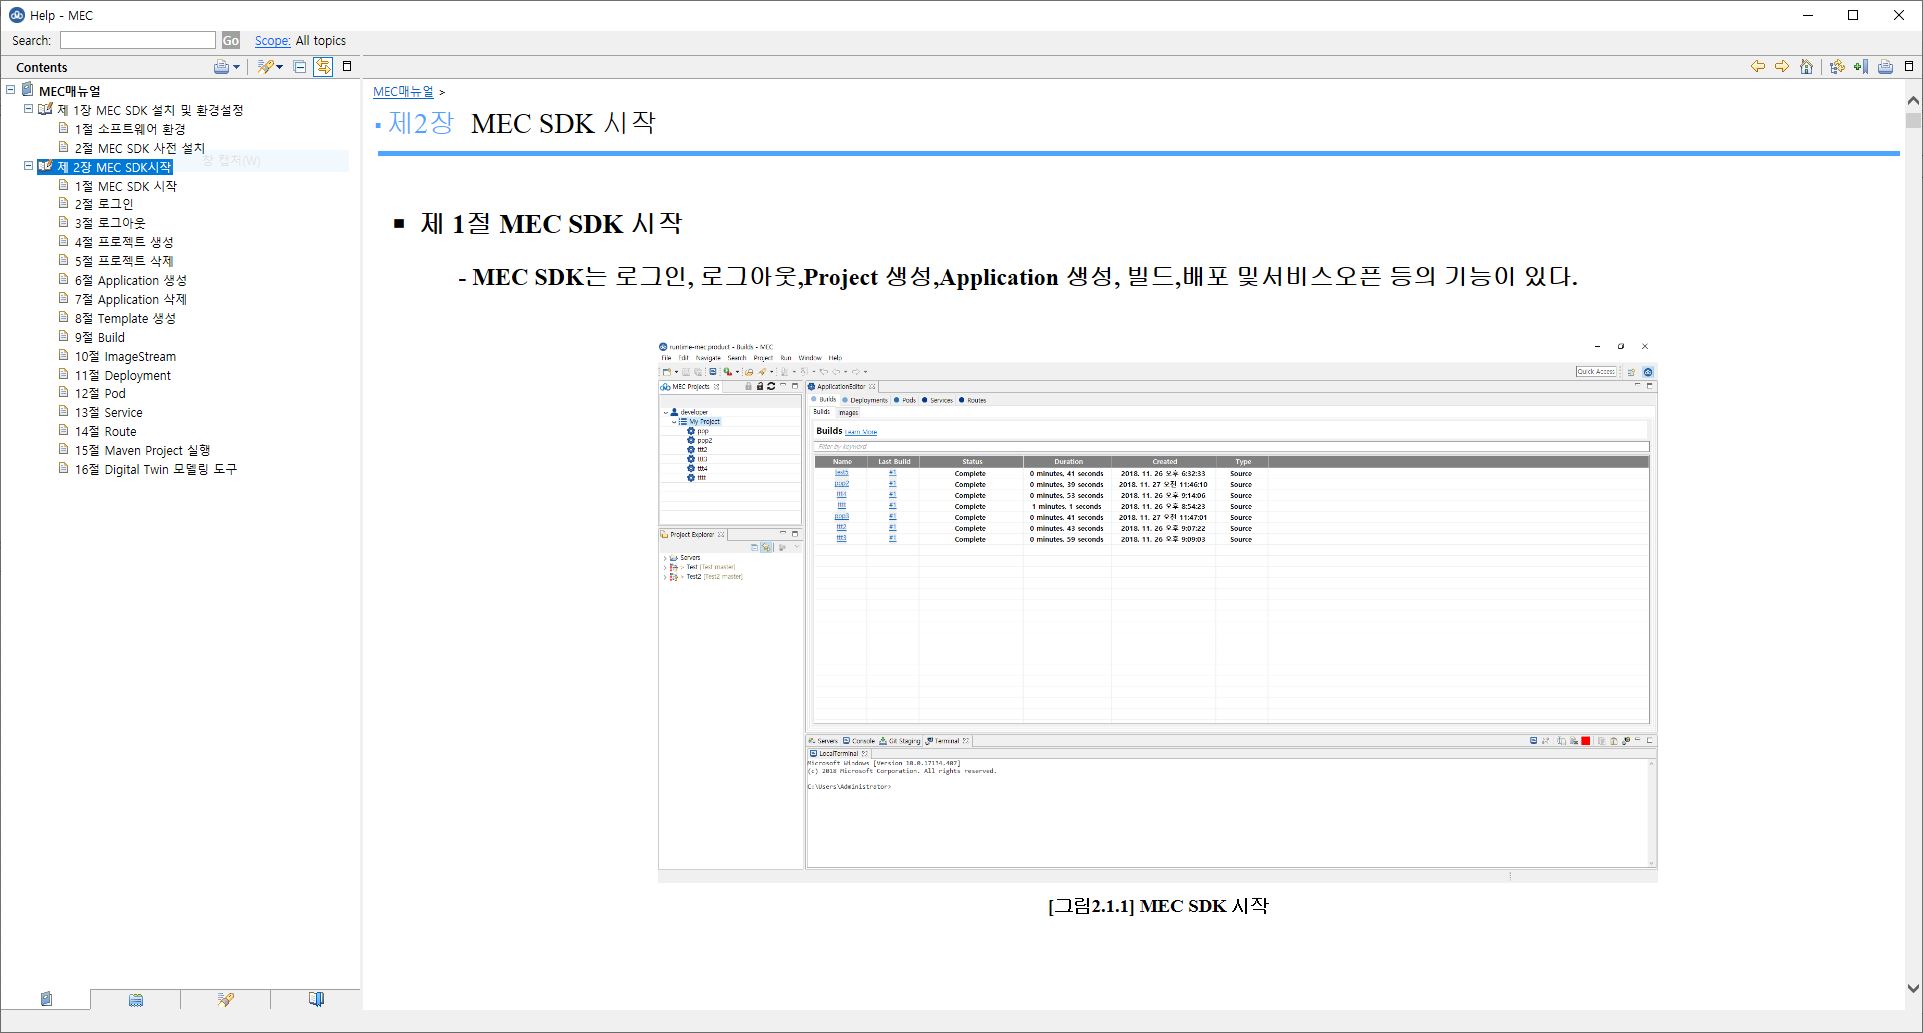 Help - MEC
Search: Go Scope: All topics
Contents
MEC매뉴얼
제 1장 MEC SDK 설치 및 환경설정
1절 소프트웨어 환경
2절 MEC SDK 사전 설치
창 캡처(W)
제 2장 MEC SDK시작
1절 MEC SDK 시작
2절 로그인
3절 로그아웃
4절 프로젝트 생성
5절 프로젝트 삭제
6절 Application 생성
7절 Application 삭제
8절 Template 생성
9절 Build
10절 ImageStream
11절 Deployment
12절 Pod
13절 Service
14절 Route
15절 Maven Project 실행
16절 Digital Twin 모델링 도구
MEC매뉴얼 >
제2장 MEC SDK 시작
제 1절 MEC SDK 시작
- MEC SDK는 로그인, 로그아웃,Project 생성,Application 생성, 빌드,배포 및서비스오픈 등의 기능이 있다.
runtime-mec.product - Builds - MEC
File Edit Navigate Search Project Run Window Help
Quick Access
MEC Projects
developer
My Project
ppp
ppp2
ttt2
ttt3
ttt4
tttt
Project Explorer
Servers
> Test [Test master]
> Test2 [Test2 master]
ApplicationEditor
Builds Deployments Pods Services Routes
Builds Images
Builds Learn More
Filter by keyword
Name Last Build Status Duration Created Type
test5 #1 Complete 0 minutes, 41 seconds 2018. 11. 26 오후 6:32:33 Source
ppp2 #1 Complete 0 minutes, 39 seconds 2018. 11. 27 오전 11:46:10 Source
ttt4 #1 Complete 0 minutes, 53 seconds 2018. 11. 26 오후 9:14:06 Source
tttt #1 Complete 1 minutes, 1 seconds 2018. 11. 26 오후 8:54:23 Source
ppp3 #1 Complete 0 minutes, 41 seconds 2018. 11. 27 오전 11:47:01 Source
ttt2 #1 Complete 0 minutes, 43 seconds 2018. 11. 26 오후 9:07:22 Source
ttt3 #1 Complete 0 minutes, 59 seconds 2018. 11. 26 오후 9:09:03 Source
Servers Console Git Staging Terminal
LocalTerminal
Microsoft Windows [Version 10.0.17134.407]
(c) 2018 Microsoft Corporation. All rights reserved.
C:\Users\Administrator>
[그림2.1.1] MEC SDK 시작